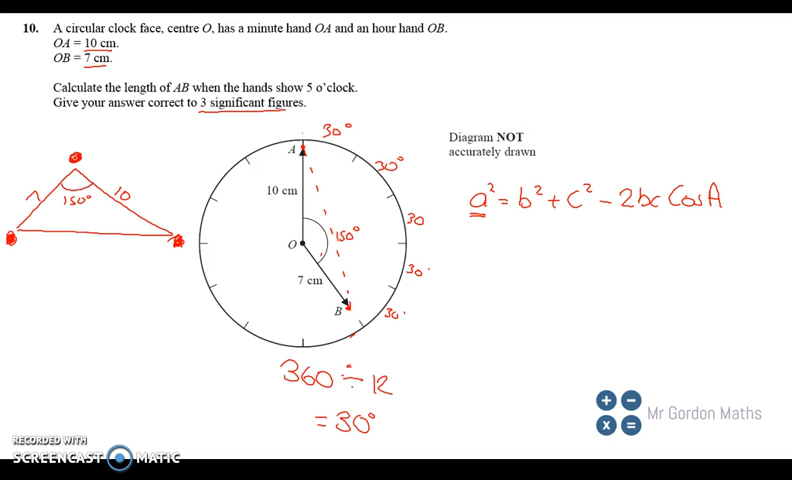 10. A circular clock face, centre O, has a minute hand OA and an hour hand OB.
OA = 10 cm.
OB = 7 cm.
Calculate the length of AB when the hands show 5 o'clock.
Give your answer correct to 3 significant figures.
Diagram NOT
accurately drawn
30°
A
30°
10 cm
a² = b² + c² - 2bc CosA
7
150°
10
30
150°
O
30.
7 cm
B
30.
360 ÷ 12
= 30°
+ −
× =
Mr Gordon Maths
RECORDED WITH
SCREENCAST MATIC